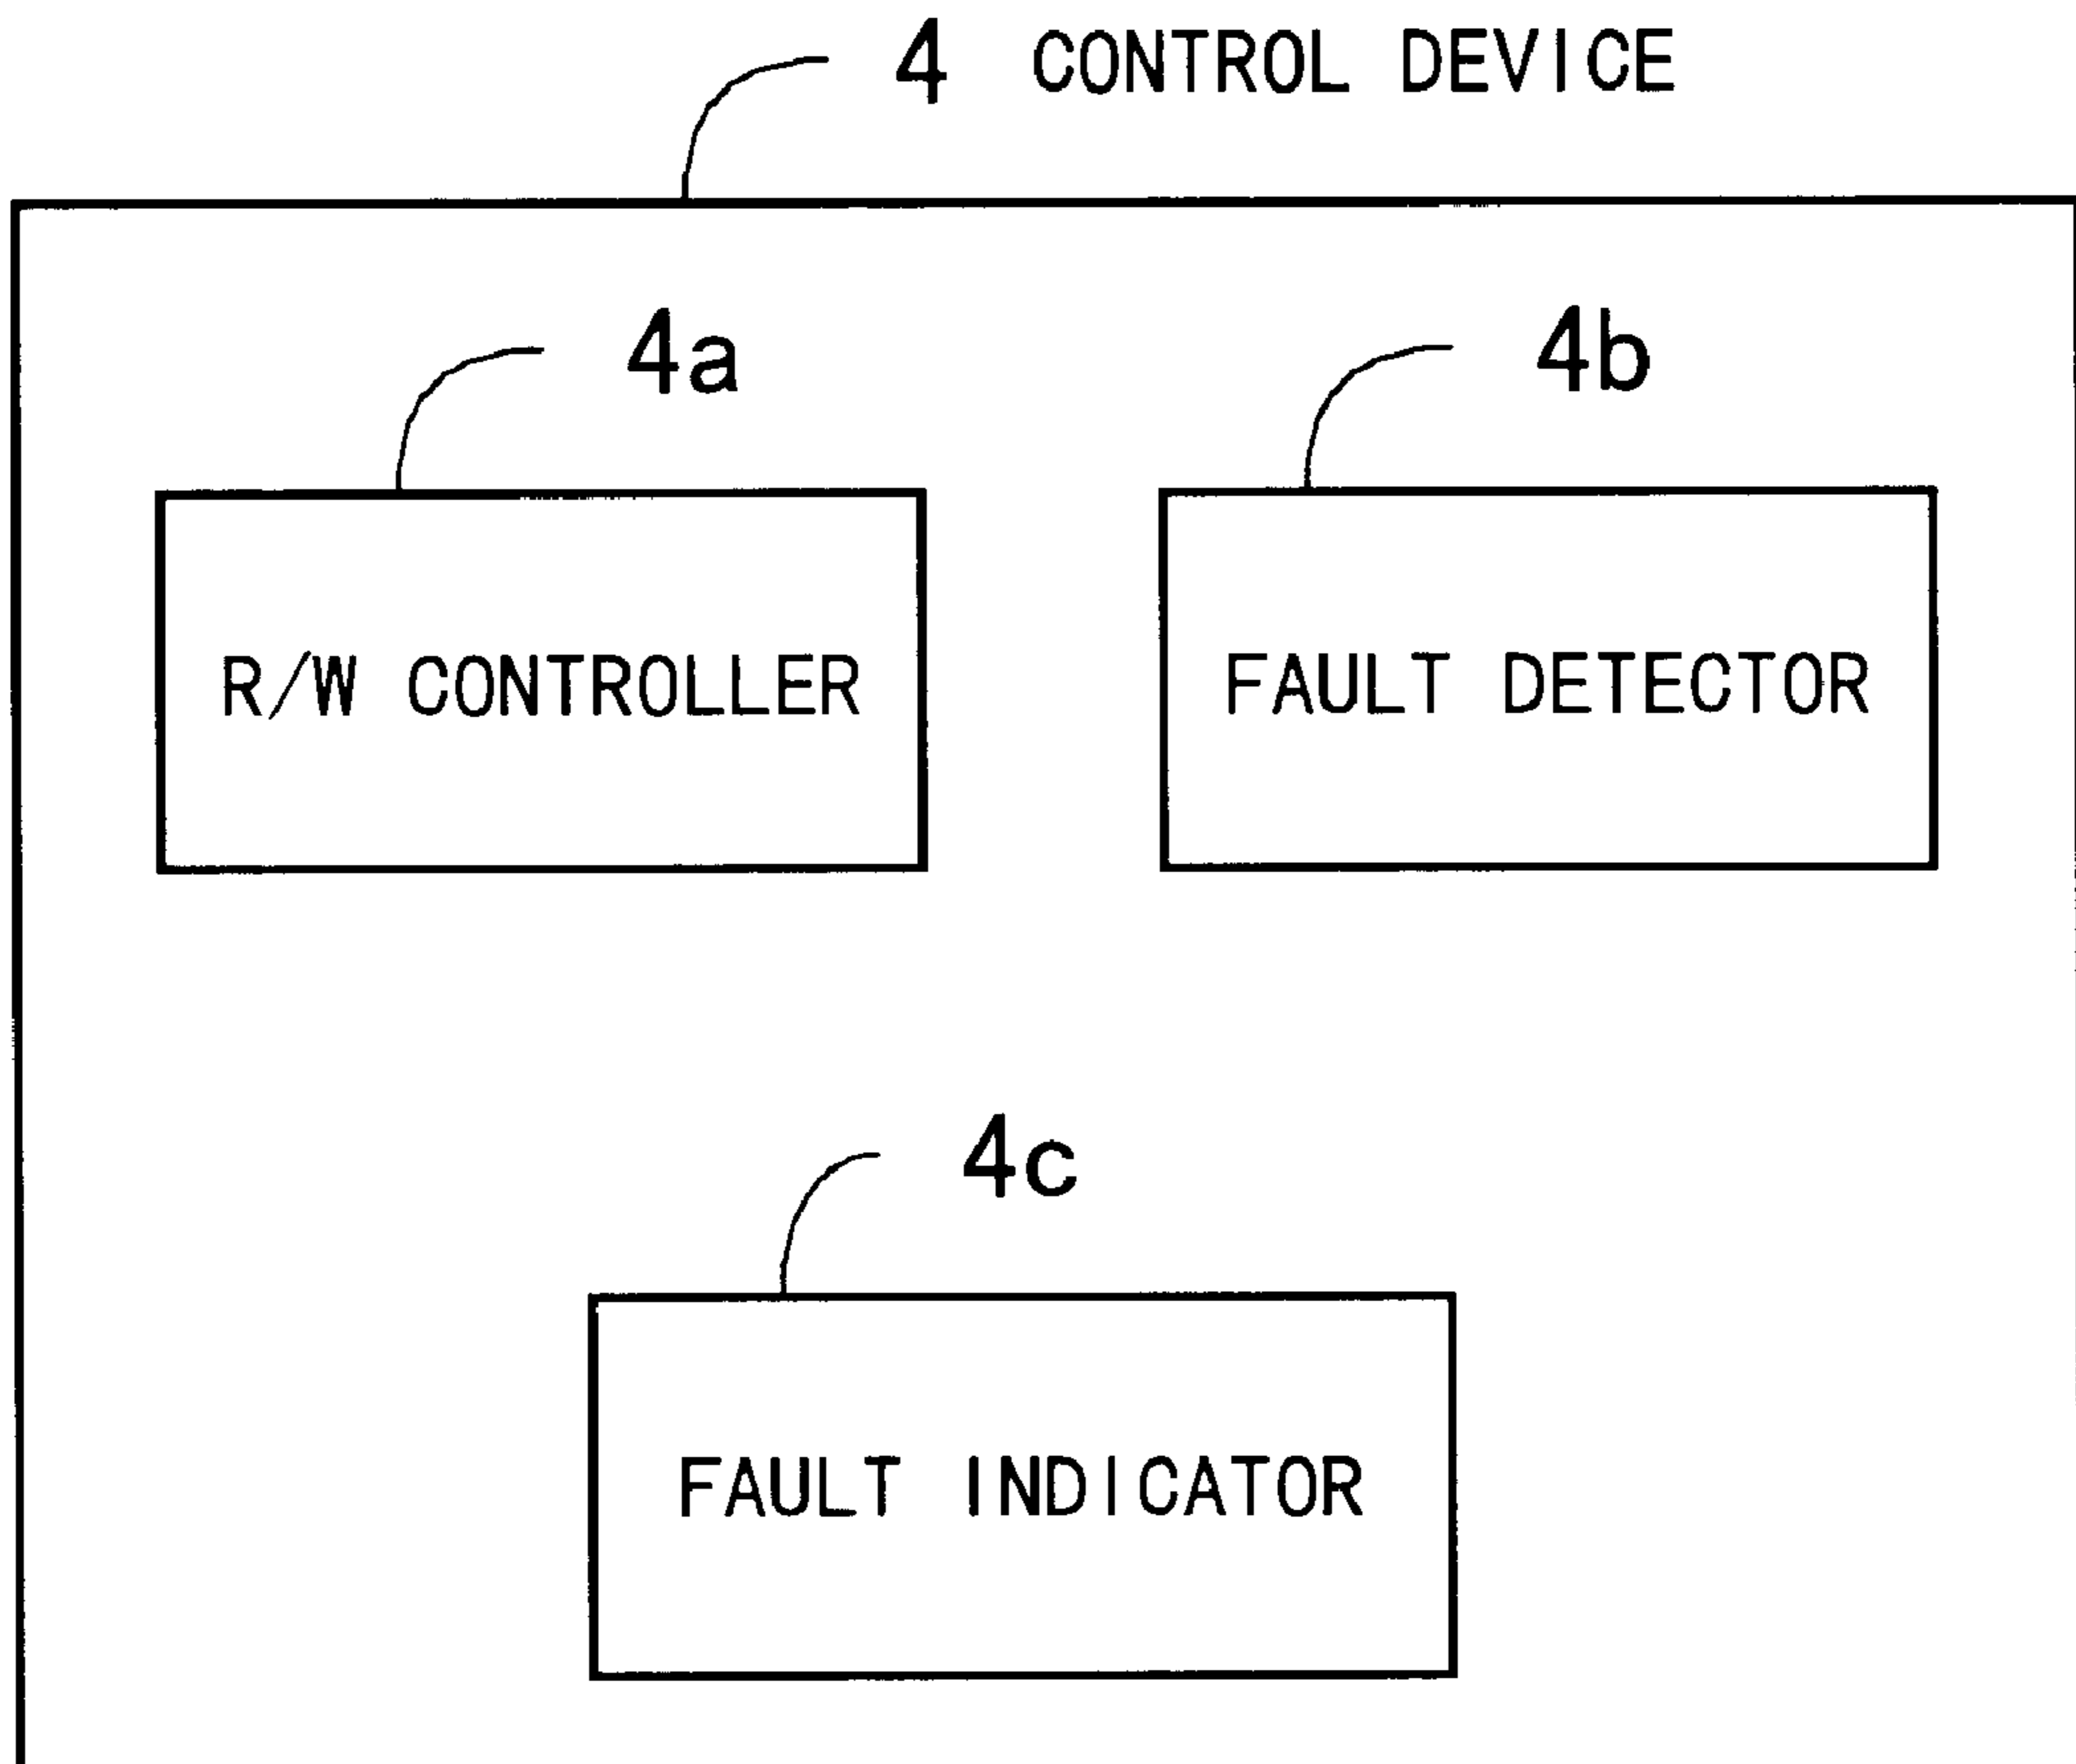 4 CONTROL DEVICE
4a
4b
R/W CONTROLLER
FAULT DETECTOR
4c
FAULT INDICATOR